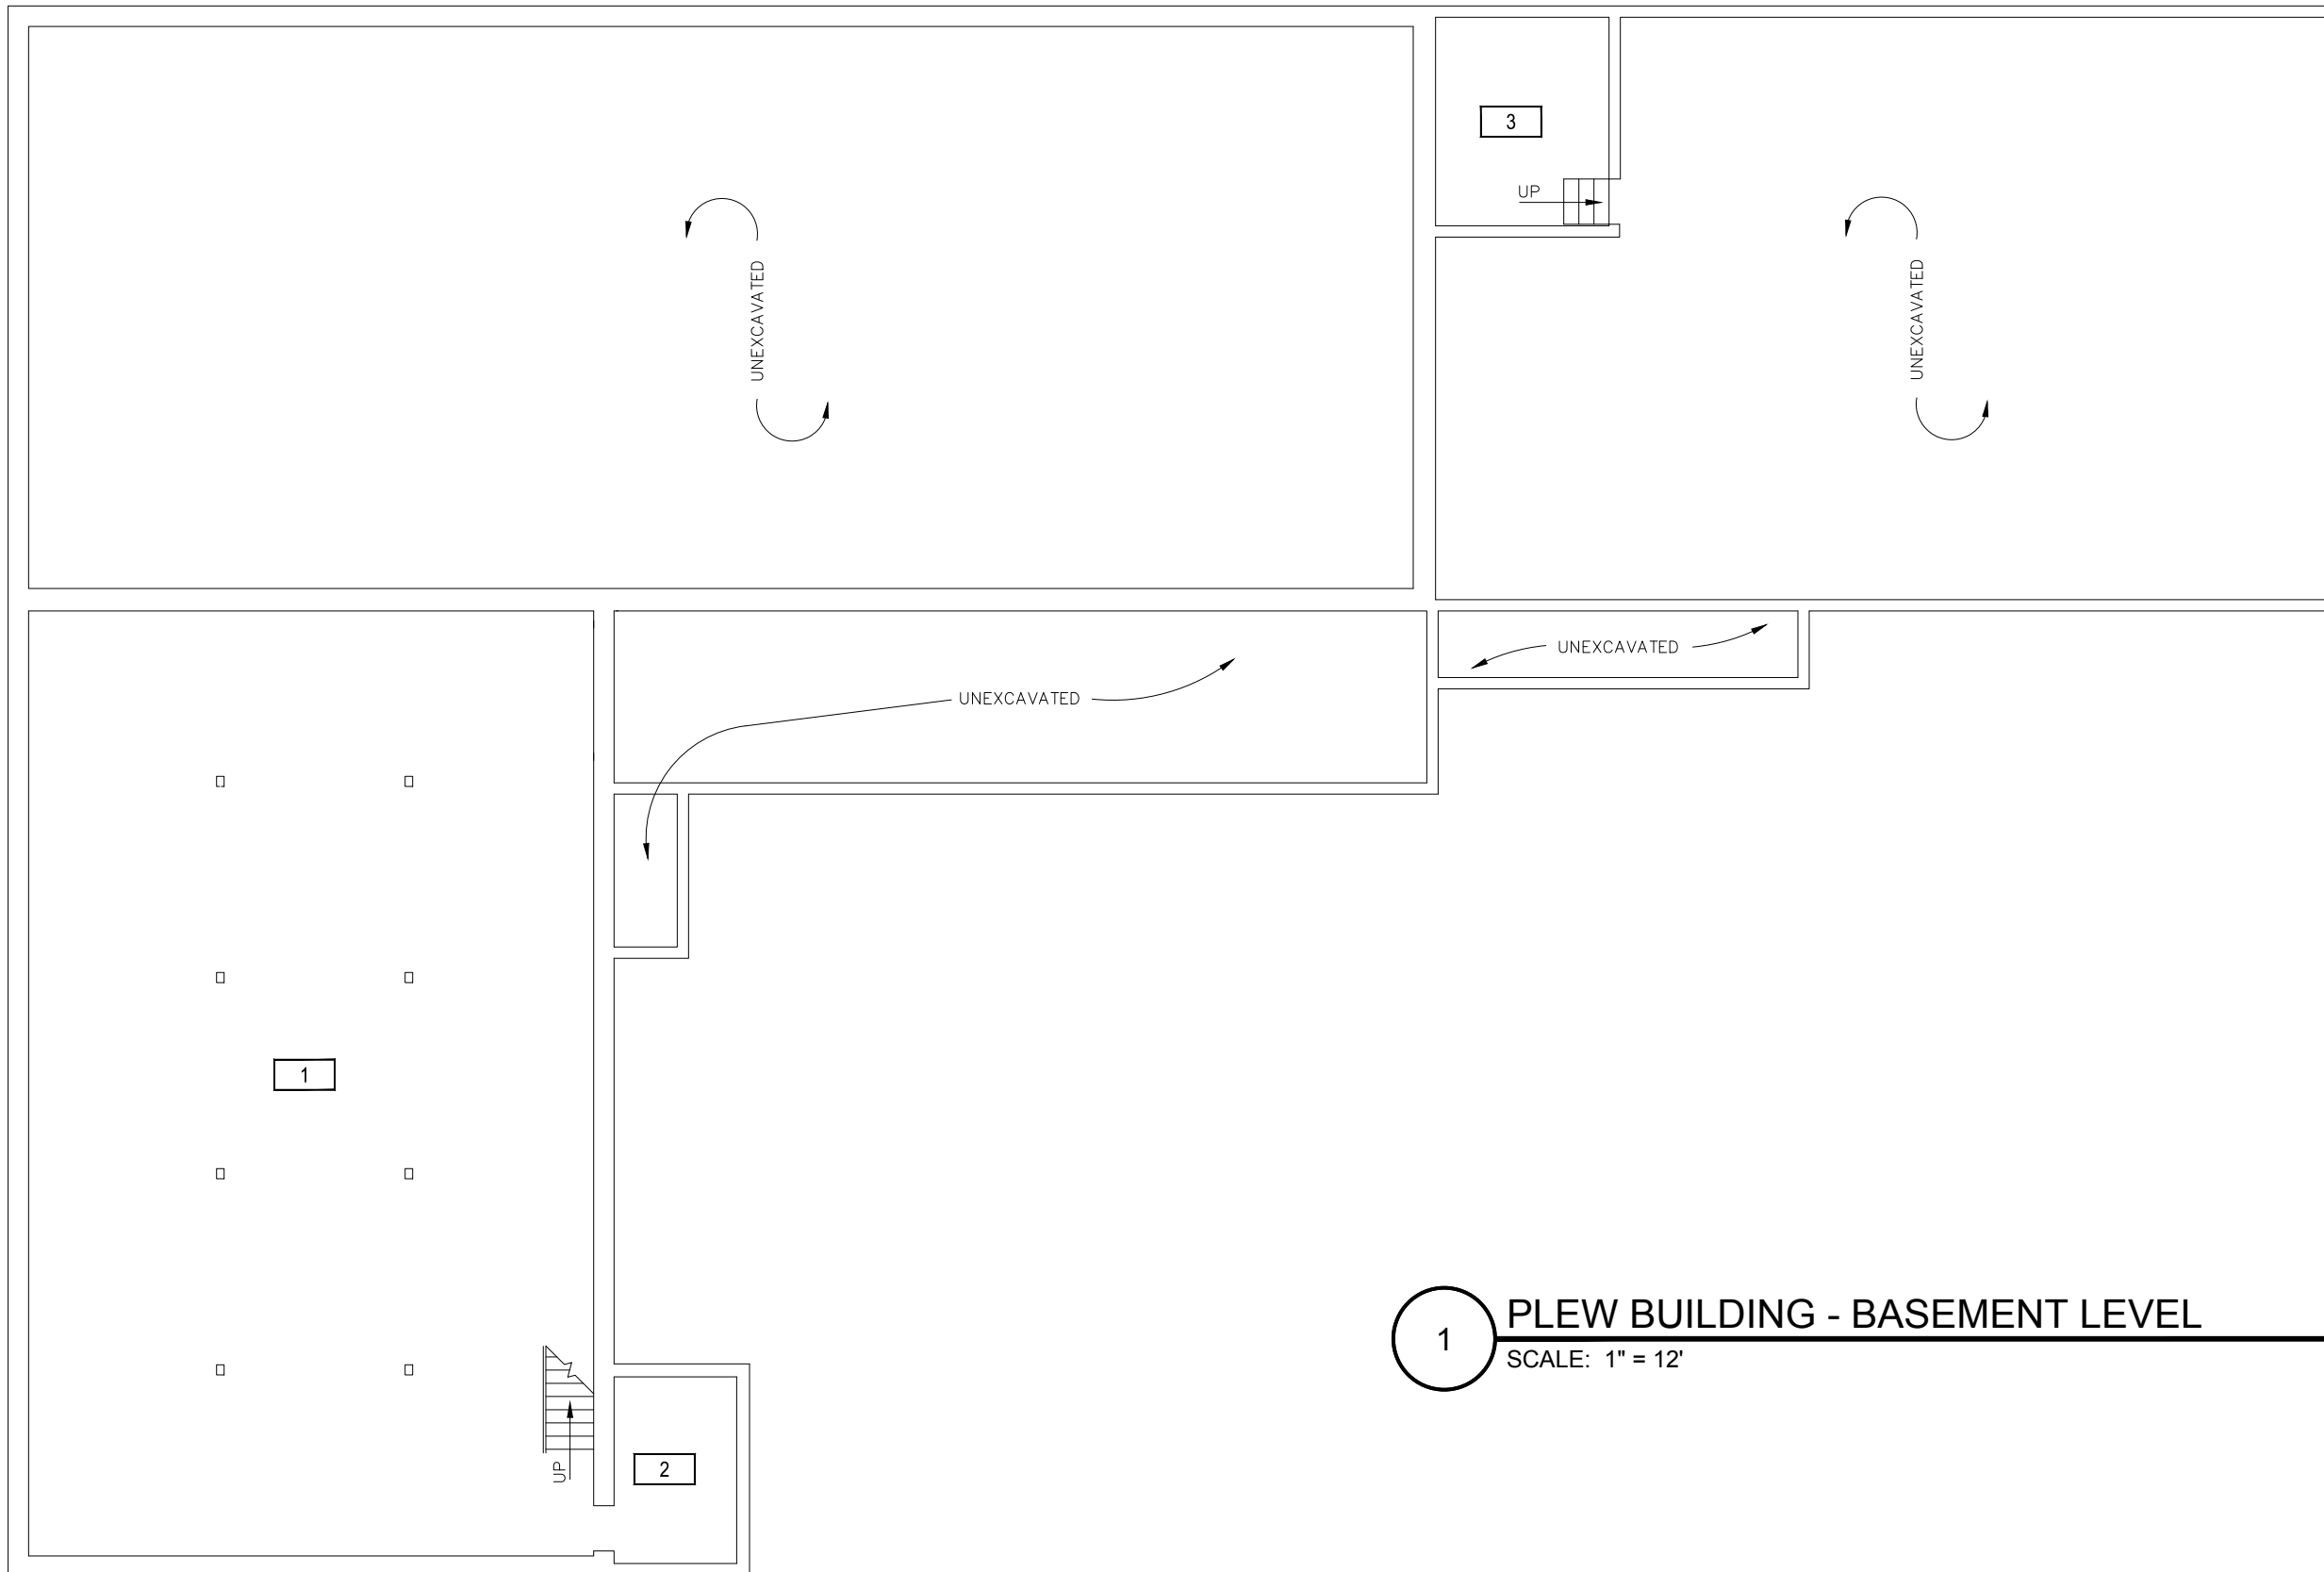 3
UP
UNEXCAVATED
UNEXCAVATED
UNEXCAVATED
UNEXCAVATED
1
UP
2
1
PLEW BUILDING - BASEMENT LEVEL
SCALE: 1" = 12'